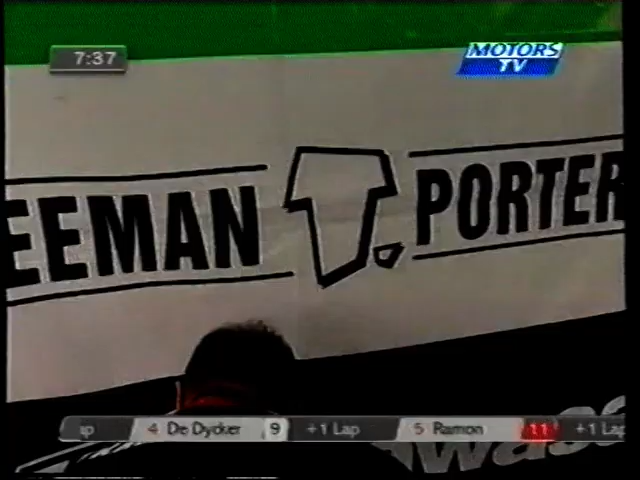 7:37
MOTORS
TV
EEMAN T. PORTER
4 De Dycker 9 +1 Lap 5 Ramon 11 +1 Lap